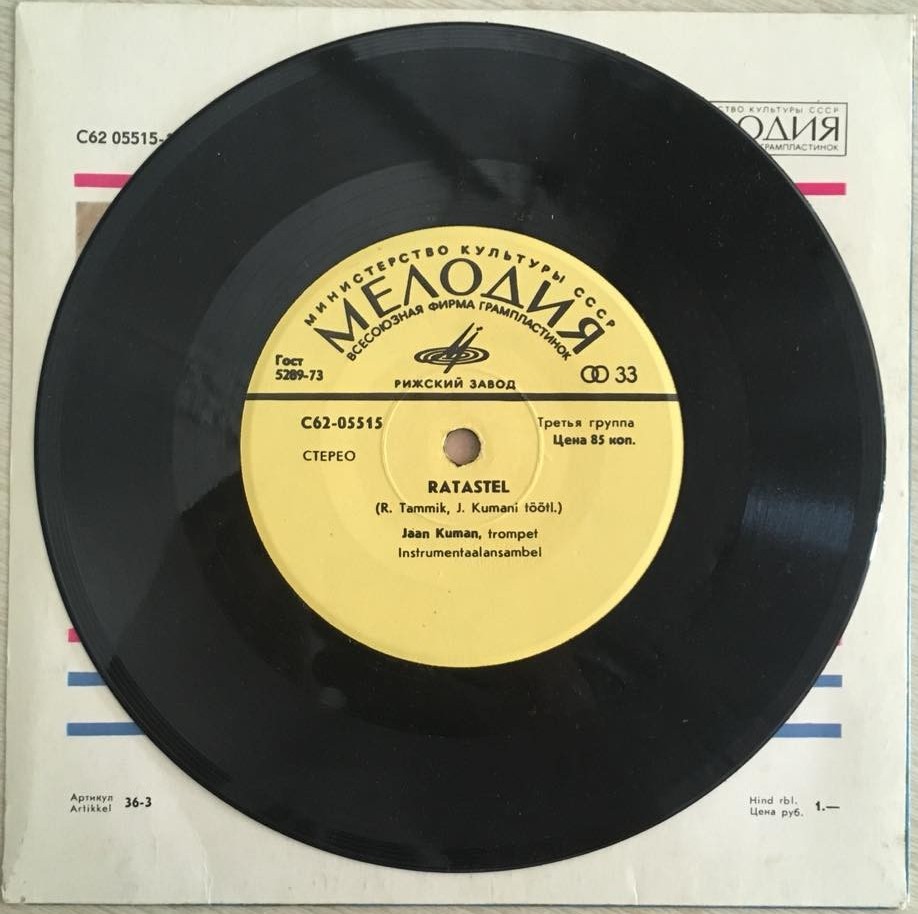 С62 05515-
СТВО КУЛЬТУРЫ СССР
ОДИЯ
ГРАМПЛАСТИНОК
МИНИСТЕРСТВО КУЛЬТУРЫ СССР
МЕЛОДИЯ
ВСЕСОЮЗНАЯ ФИРМА ГРАМПЛАСТИНОК
Гост
5289-73
33
РИЖСКИЙ ЗАВОД
С62-05515
Третья группа
Цена 85 коп.
СТЕРЕО
RATASTEL
(R. Tammik, J. Kumani töötl.)
Jaan Kuman, trompet
Instrumentaalansambel
Артикул 36-3
Artikkel
Hind rbl. 1.—
Цена руб.